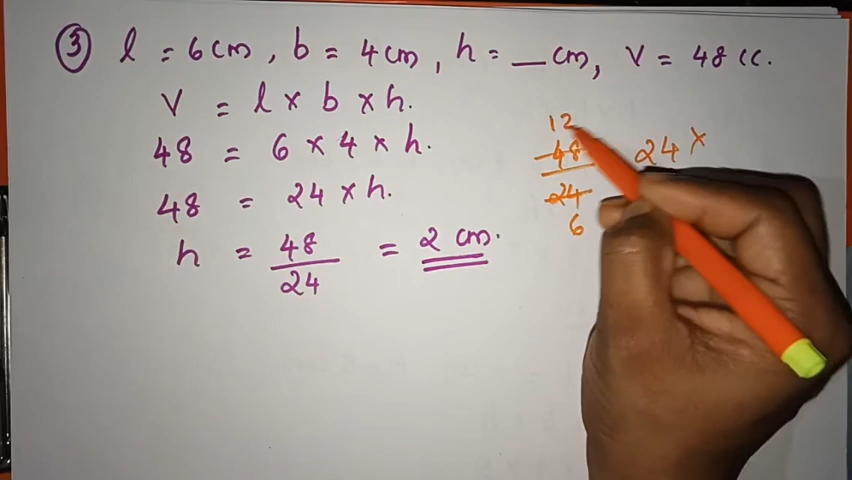 ③ l = 6cm, b = 4cm, h = __ cm, V = 48 cc.
V = l × b × h.
48 = 6 × 4 × h.
48 = 24 × h.
h = 48/24 = 2 cm.
12
48
24
6
24 ×